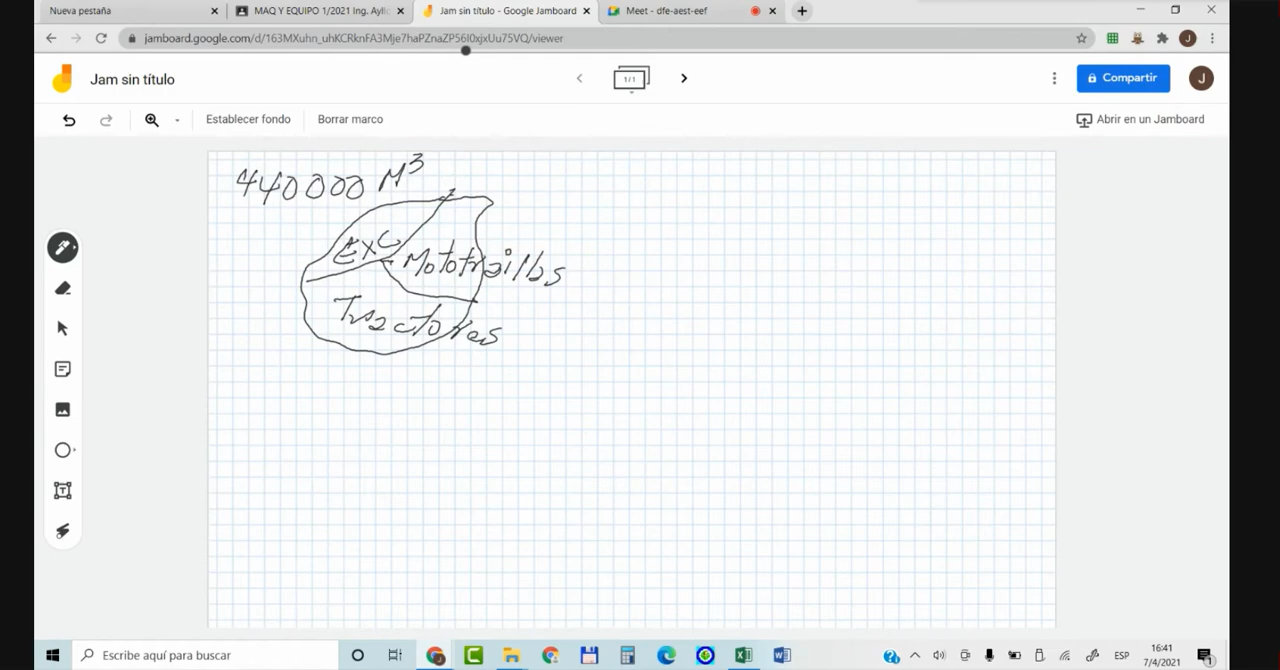 Nueva pestaña
MAQ Y EQUIPO 1/2021 Ing. Ayllo
Jam sin título - Google Jamboard
Meet - dfe-aest-eef
jamboard.google.com/d/163MXuhn_uhKCRknFA3Mje7haPZnaZP56I0xjxUu75VQ/viewer
J
Jam sin título
1/1
Compartir
J
Establecer fondo
Borrar marco
Abrir en un Jamboard
440000 M³
Exc
Mototraillas
Tractores
Escribe aquí para buscar
ESP
16:41
7/4/2021